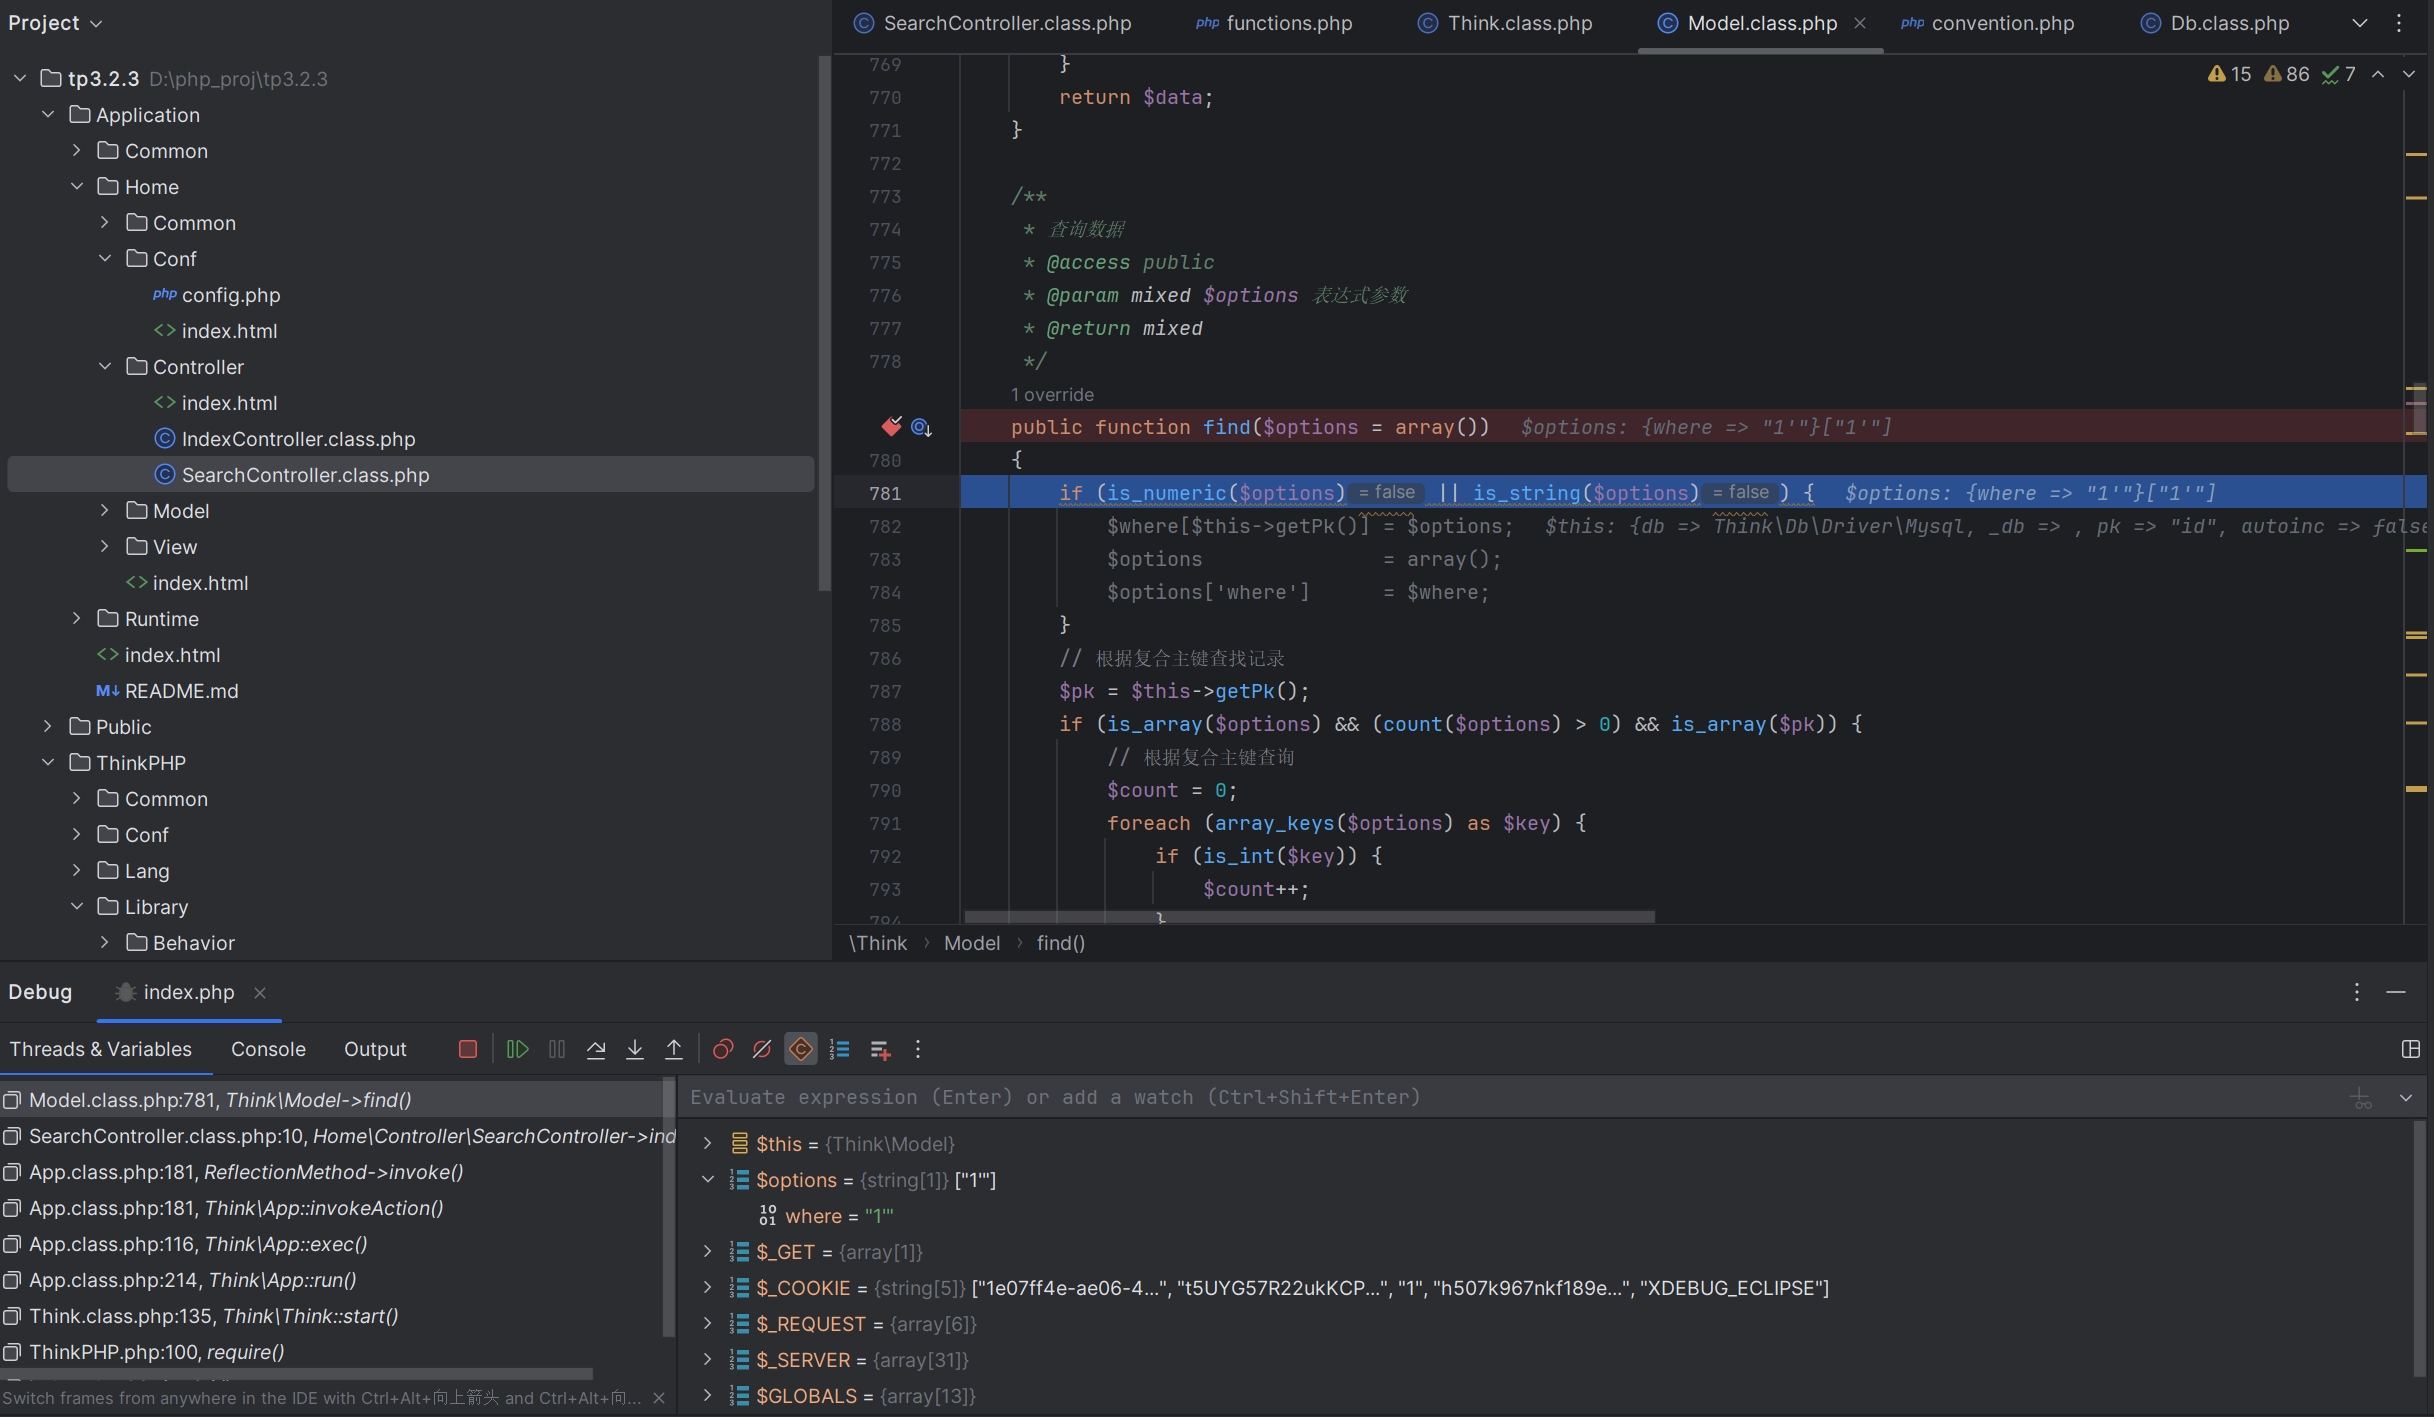 Project
tp3.2.3 D:\php_proj\tp3.2.3
Application
Common
Home
Common
Conf
php config.php
<> index.html
Controller
<> index.html
IndexController.class.php
SearchController.class.php
Model
View
<> index.html
Runtime
<> index.html
M↓ README.md
Public
ThinkPHP
Common
Conf
Lang
Library
Behavior
SearchController.class.php php functions.php Think.class.php Model.class.php php convention.php Db.class.php
15 86 7
769 }
770 return $data;
771 }
772
773 /**
774 * 查询数据
775 * @access public
776 * @param mixed $options 表达式参数
777 * @return mixed
778 */
1 override
public function find($options = array()) $options: {where => "1'"}["1'"]
780 {
781 if (is_numeric($options) = false || is_string($options) = false ) { $options: {where => "1'"}["1'"]
782 $where[$this->getPk()] = $options; $this: {db => Think\Db\Driver\Mysql, _db => , pk => "id", autoinc => false
783 $options = array();
784 $options['where'] = $where;
785 }
786 // 根据复合主键查找记录
787 $pk = $this->getPk();
788 if (is_array($options) && (count($options) > 0) && is_array($pk)) {
789 // 根据复合主键查询
790 $count = 0;
791 foreach (array_keys($options) as $key) {
792 if (is_int($key)) {
793 $count++;
794 }
\Think › Model › find()
Debug index.php
Threads & Variables Console Output
Model.class.php:781, Think\Model->find()
SearchController.class.php:10, Home\Controller\SearchController->ind
App.class.php:181, ReflectionMethod->invoke()
App.class.php:181, Think\App::invokeAction()
App.class.php:116, Think\App::exec()
App.class.php:214, Think\App::run()
Think.class.php:135, Think\Think::start()
ThinkPHP.php:100, require()
Switch frames from anywhere in the IDE with Ctrl+Alt+向上箭头 and Ctrl+Alt+向...
Evaluate expression (Enter) or add a watch (Ctrl+Shift+Enter)
$this = {Think\Model}
$options = {string[1]} ["1'"]
where = "1'"
$_GET = {array[1]}
$_COOKIE = {string[5]} ["1e07ff4e-ae06-4...", "t5UYG57R22ukKCP...", "1", "h507k967nkf189e...", "XDEBUG_ECLIPSE"]
$_REQUEST = {array[6]}
$_SERVER = {array[31]}
$GLOBALS = {array[13]}